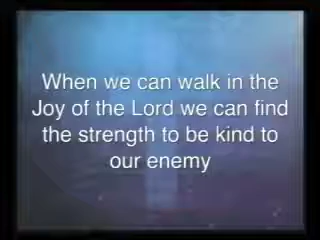 When we can walk in the
Joy of the Lord we can find
the strength to be kind to
our enemy